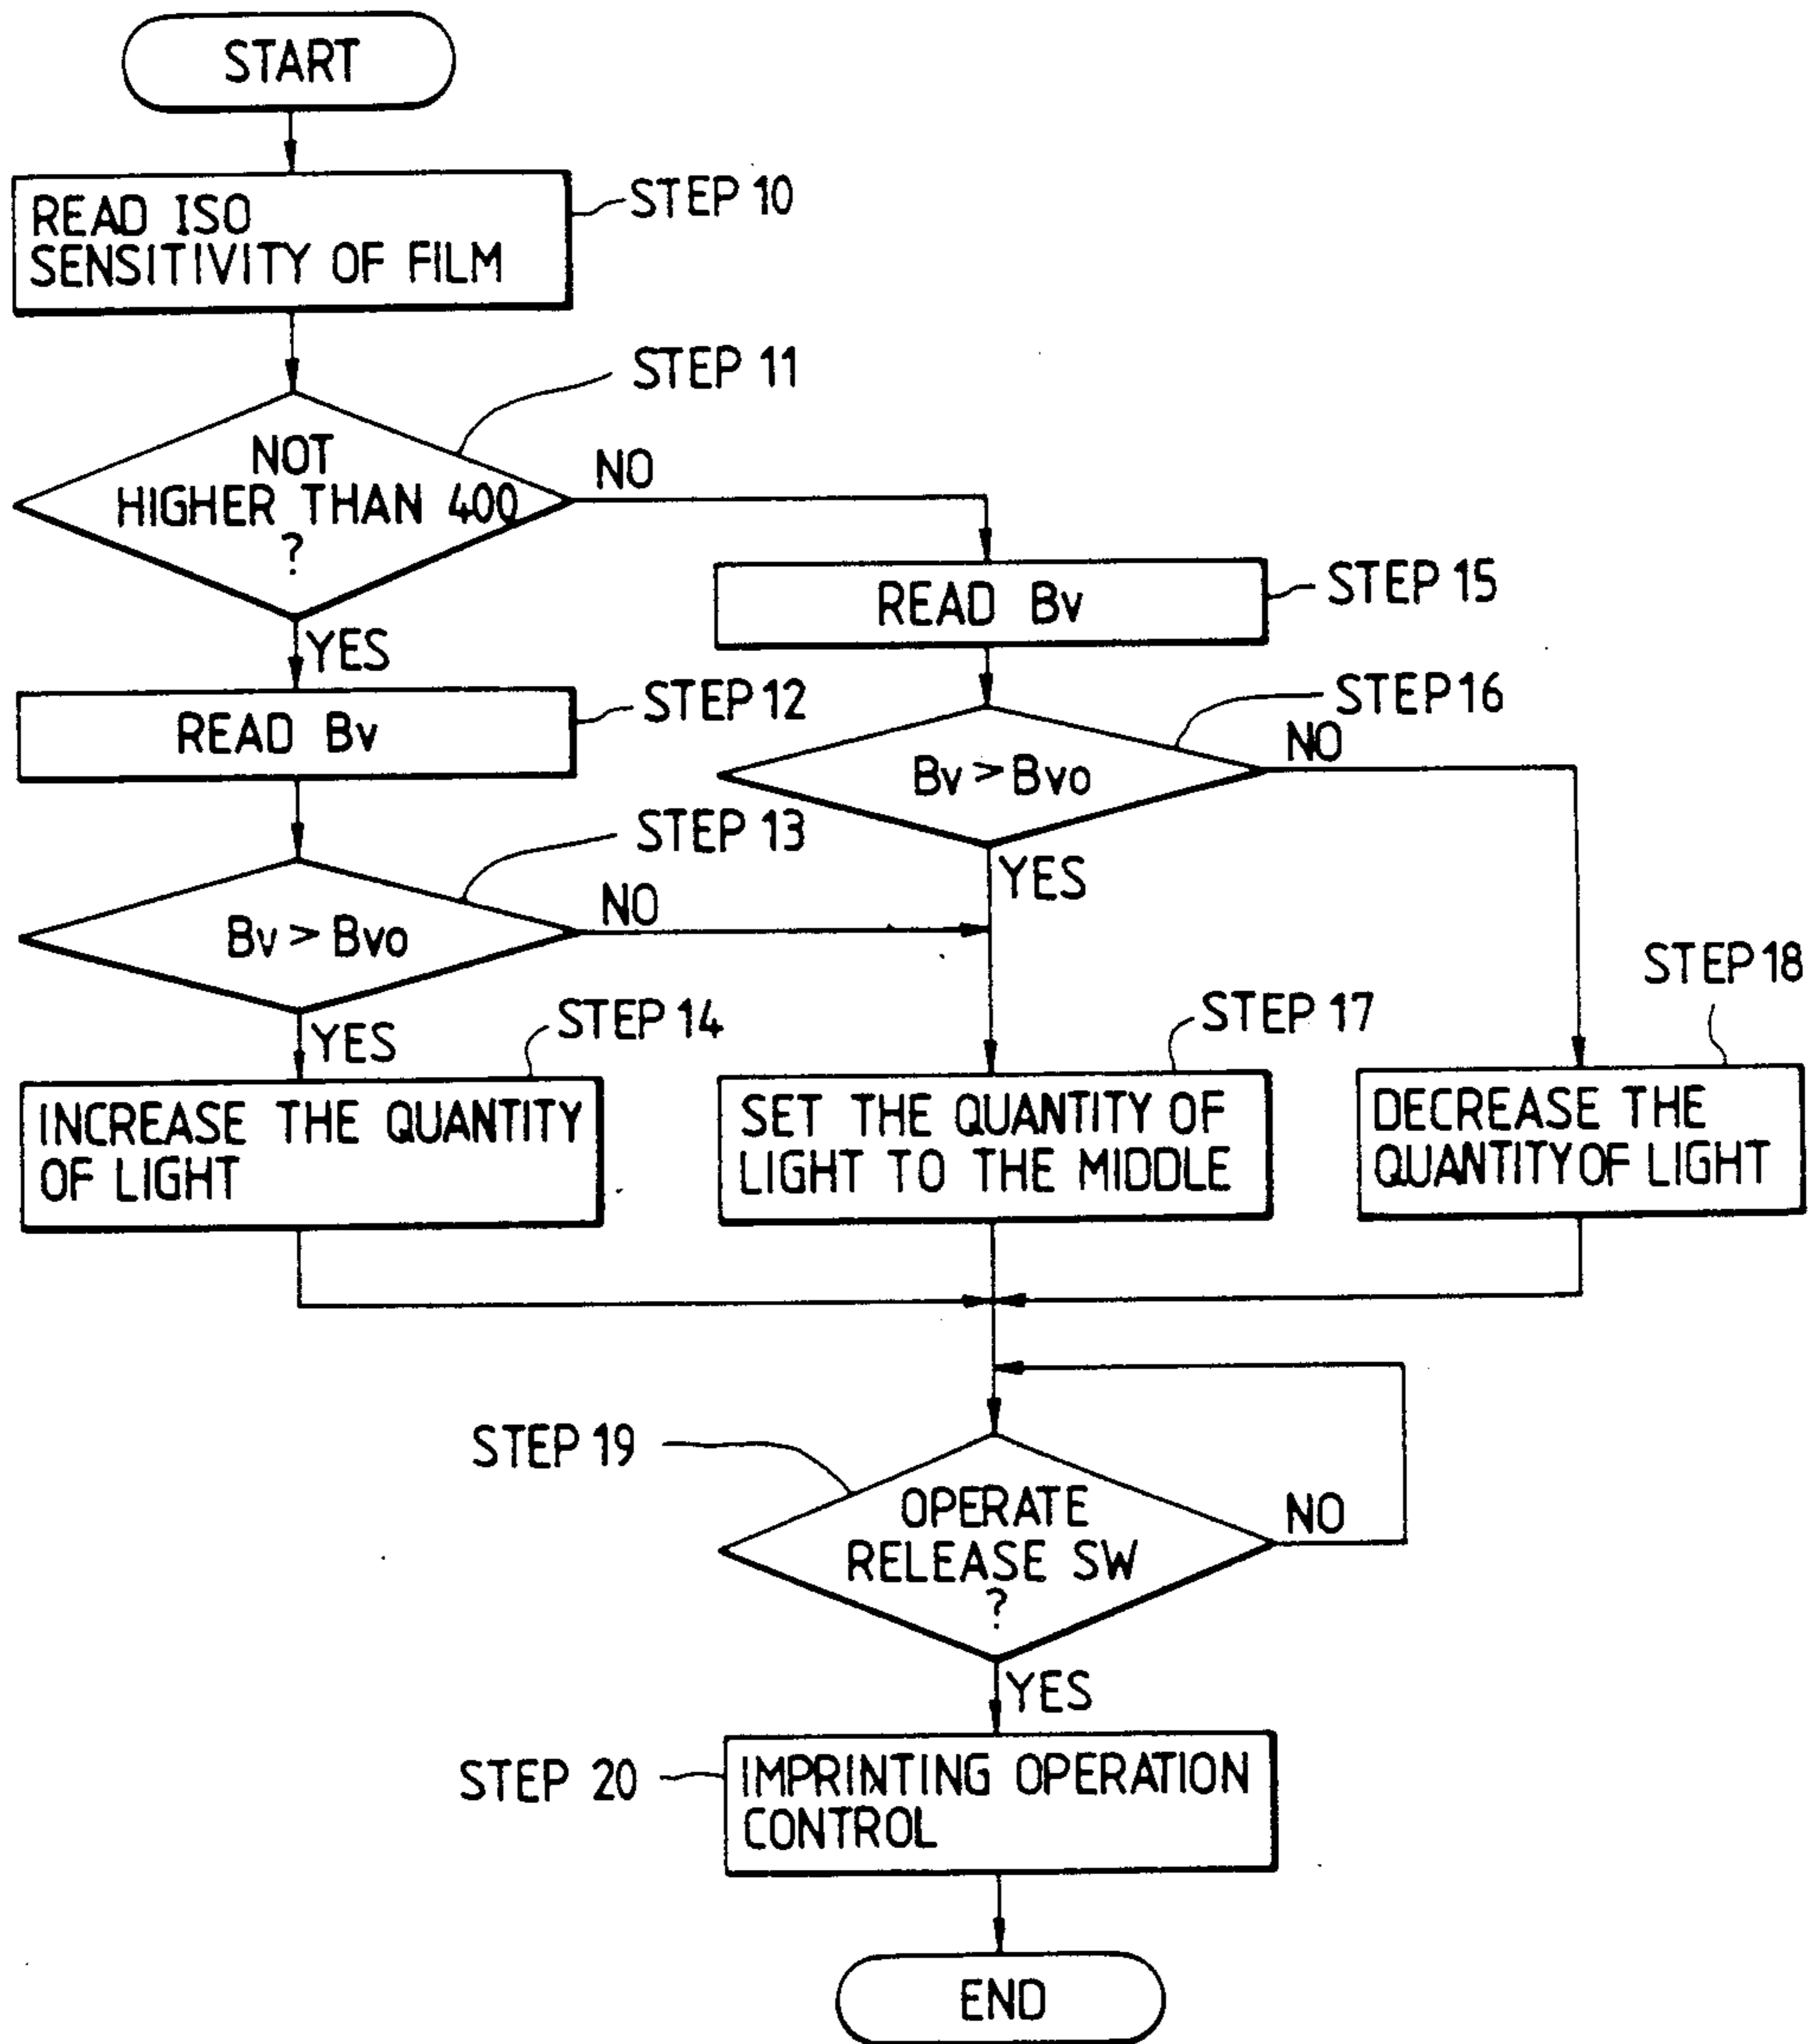 START
READ ISO
SENSITIVITY OF FILM
STEP 10
STEP 11
NOT
HIGHER THAN 400
?
NO
YES
READ Bv
STEP 15
READ Bv
STEP 12
STEP 16
Bv > Bvo
NO
YES
STEP 13
Bv > Bvo
NO
YES
STEP 14
INCREASE THE QUANTITY
OF LIGHT
STEP 17
SET THE QUANTITY OF
LIGHT TO THE MIDDLE
STEP 18
DECREASE THE
QUANTITY OF LIGHT
STEP 19
OPERATE
RELEASE SW
?
NO
YES
STEP 20
IMPRINTING OPERATION
CONTROL
END